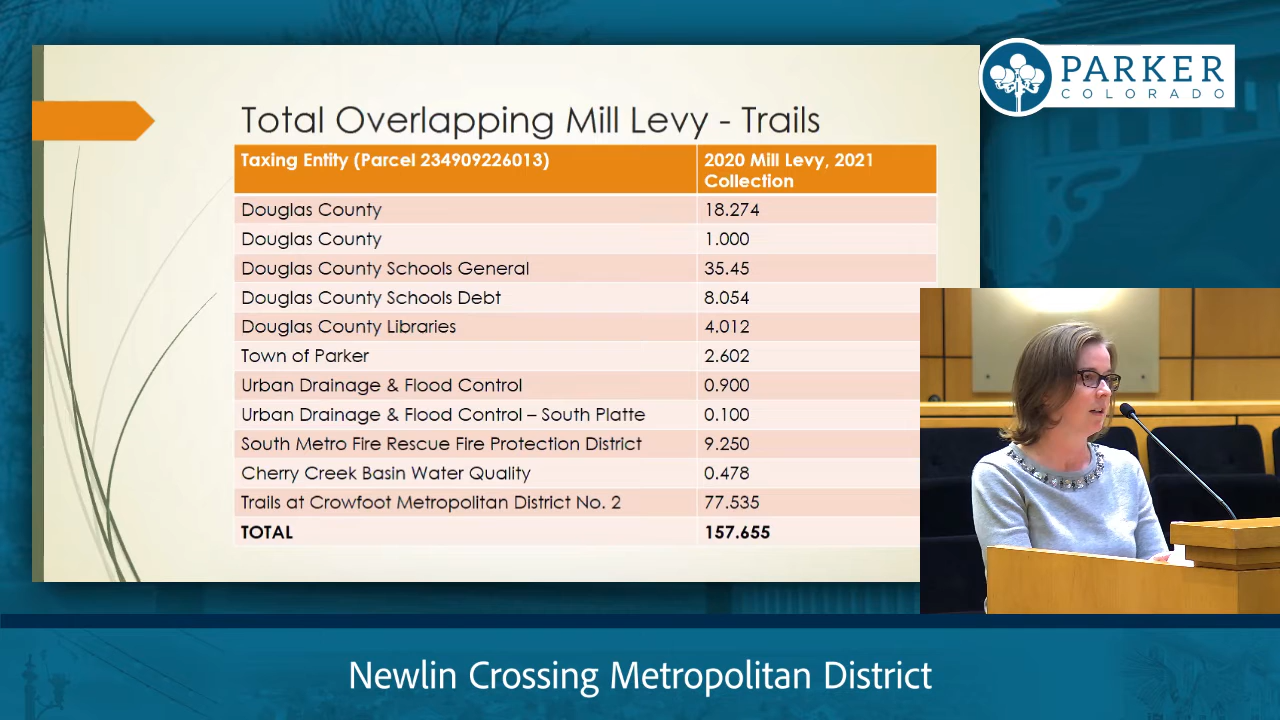 PARKER
COLORADO
Total Overlapping Mill Levy - Trails
Taxing Entity (Parcel 234909226013)
2020 Mill Levy, 2021
Collection
Douglas County 18.274
Douglas County 1.000
Douglas County Schools General 35.45
Douglas County Schools Debt 8.054
Douglas County Libraries 4.012
Town of Parker 2.602
Urban Drainage & Flood Control 0.900
Urban Drainage & Flood Control – South Platte 0.100
South Metro Fire Rescue Fire Protection District 9.250
Cherry Creek Basin Water Quality 0.478
Trails at Crowfoot Metropolitan District No. 2 77.535
TOTAL 157.655
Newlin Crossing Metropolitan District